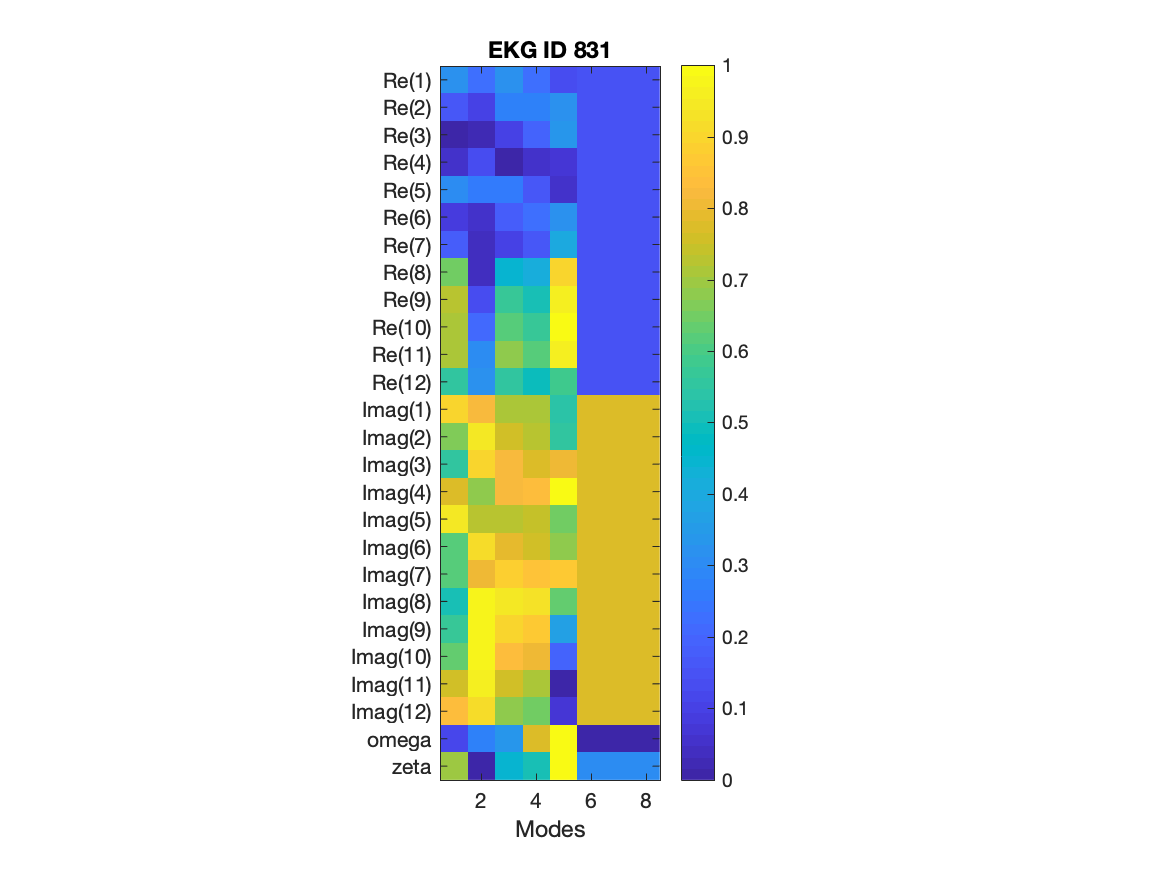 EKG ID 831
Re(1)
Re(2)
Re(3)
Re(4)
Re(5)
Re(6)
Re(7)
Re(8)
Re(9)
Re(10)
Re(11)
Re(12)
Imag(1)
Imag(2)
Imag(3)
Imag(4)
Imag(5)
Imag(6)
Imag(7)
Imag(8)
Imag(9)
Imag(10)
Imag(11)
Imag(12)
omega
zeta
2 4 6 8
Modes
1
0.9
0.8
0.7
0.6
0.5
0.4
0.3
0.2
0.1
0